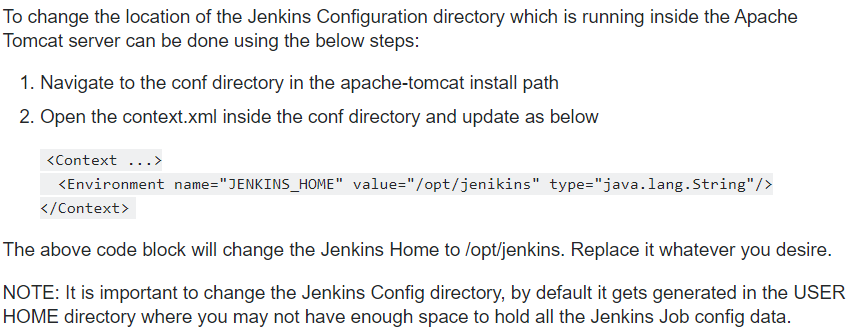 To change the location of the Jenkins Configuration directory which is running inside the Apache
Tomcat server can be done using the below steps:
1. Navigate to the conf directory in the apache-tomcat install path
2. Open the context.xml inside the conf directory and update as below
<Context ...>
<Environment name="JENKINS_HOME" value="/opt/jenikins" type="java.lang.String"/>
</Context>
The above code block will change the Jenkins Home to /opt/jenkins. Replace it whatever you desire.
NOTE: It is important to change the Jenkins Config directory, by default it gets generated in the USER
HOME directory where you may not have enough space to hold all the Jenkins Job config data.